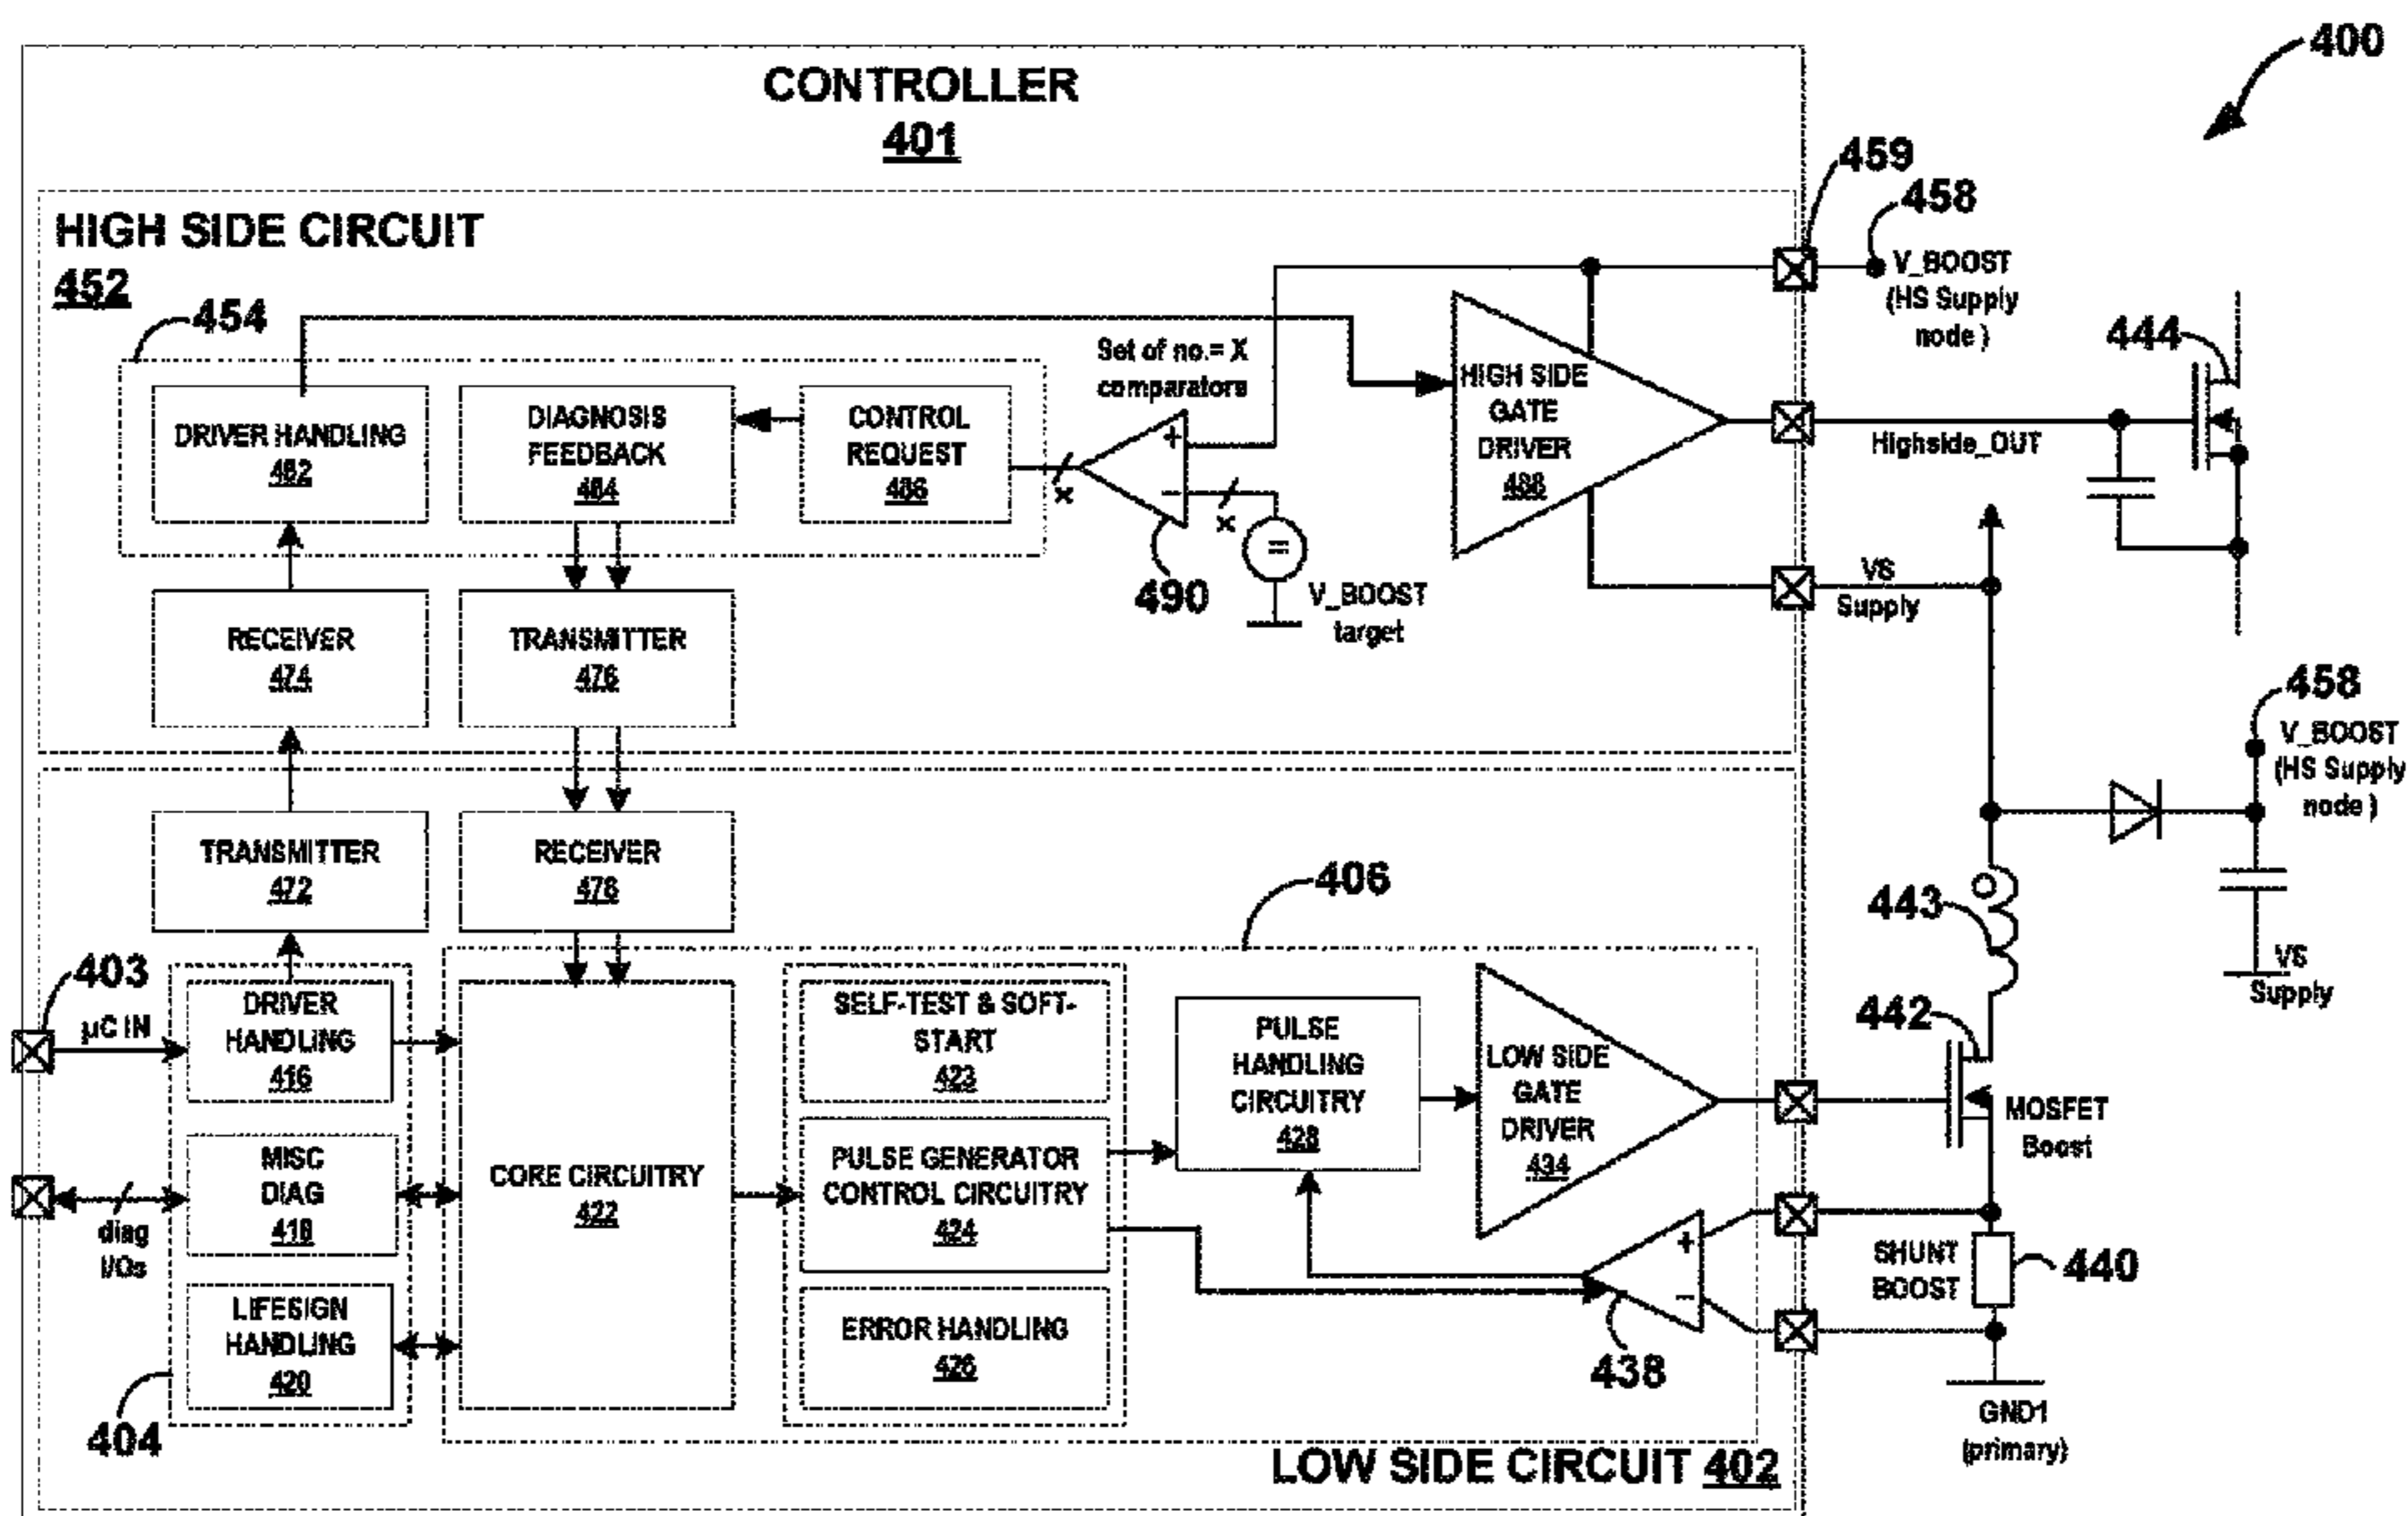 400
CONTROLLER
401
459
458
HIGH SIDE CIRCUIT
452
V_BOOST
(HS Supply
node )
454
444
Set of no.= X
comparators
DRIVER HANDLING
482
DIAGNOSIS
FEEDBACK
484
CONTROL
REQUEST
486
+
−
x
x
=
490
V_BOOST
target
HIGH SIDE
GATE
DRIVER
488
Highside_OUT
VS
Supply
RECEIVER
474
TRANSMITTER
476
458
V_BOOST
(HS Supply
node )
TRANSMITTER
472
RECEIVER
478
406
443
VS
Supply
403
µC IN
DRIVER
HANDLING
416
MISC
DIAG
418
diag
I/Os
LIFESIGN
HANDLING
420
404
CORE CIRCUITRY
422
SELF-TEST & SOFT-
START
423
PULSE GENERATOR
CONTROL CIRCUITRY
424
ERROR HANDLING
426
PULSE
HANDLING
CIRCUITRY
428
LOW SIDE
GATE
DRIVER
434
+
−
438
442
MOSFET
Boost
SHUNT
BOOST
440
GND1
(primary)
LOW SIDE CIRCUIT 402